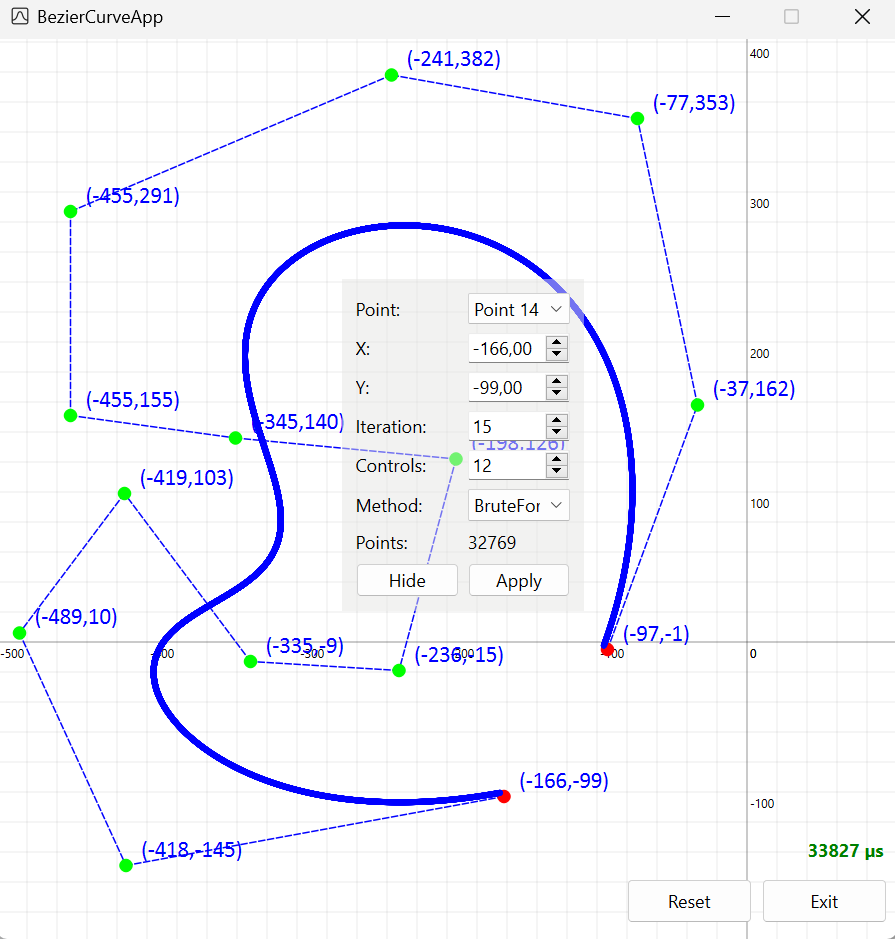 BezierCurveApp
400
(-241,382)
(-77,353)
(-455,291)
300
Point:
Point 14
X:
-166,00
200
Y:
-99,00
(-37,162)
(-455,155)
-345,140)
Iteration:
15
(-198,126)
Controls:
12
(-419,103)
100
Method:
BruteFor
Points:
32769
Hide
Apply
(-489,10)
(-97,-1)
(-335,-9)
(-236,-15)
-500
-300
0
(-166,-99)
-100
(-418,-145)
33827 µs
Reset
Exit